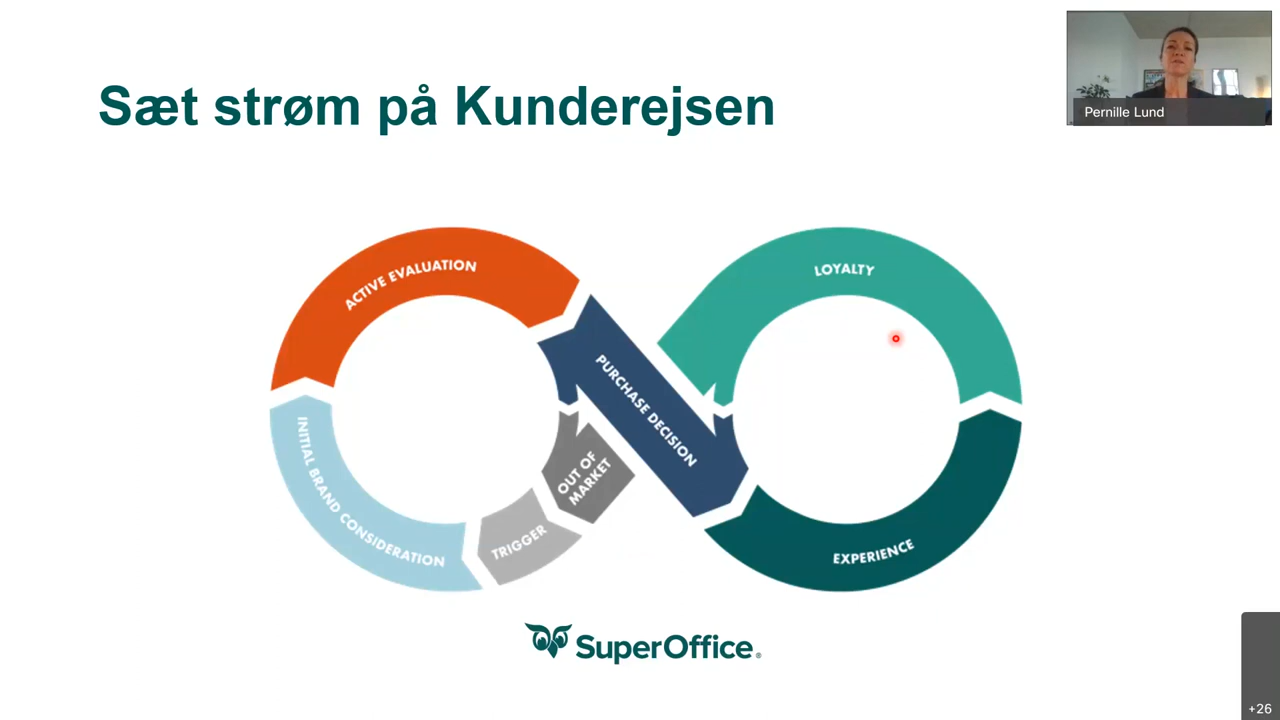 Sæt strøm på Kunderejsen
Pernille Lund
ACTIVE EVALUATION
LOYALTY
PURCHASE DECISION
INITIAL BRAND CONSIDERATION
OUT OF
MARKET
TRIGGER
EXPERIENCE
SuperOffice®
+26